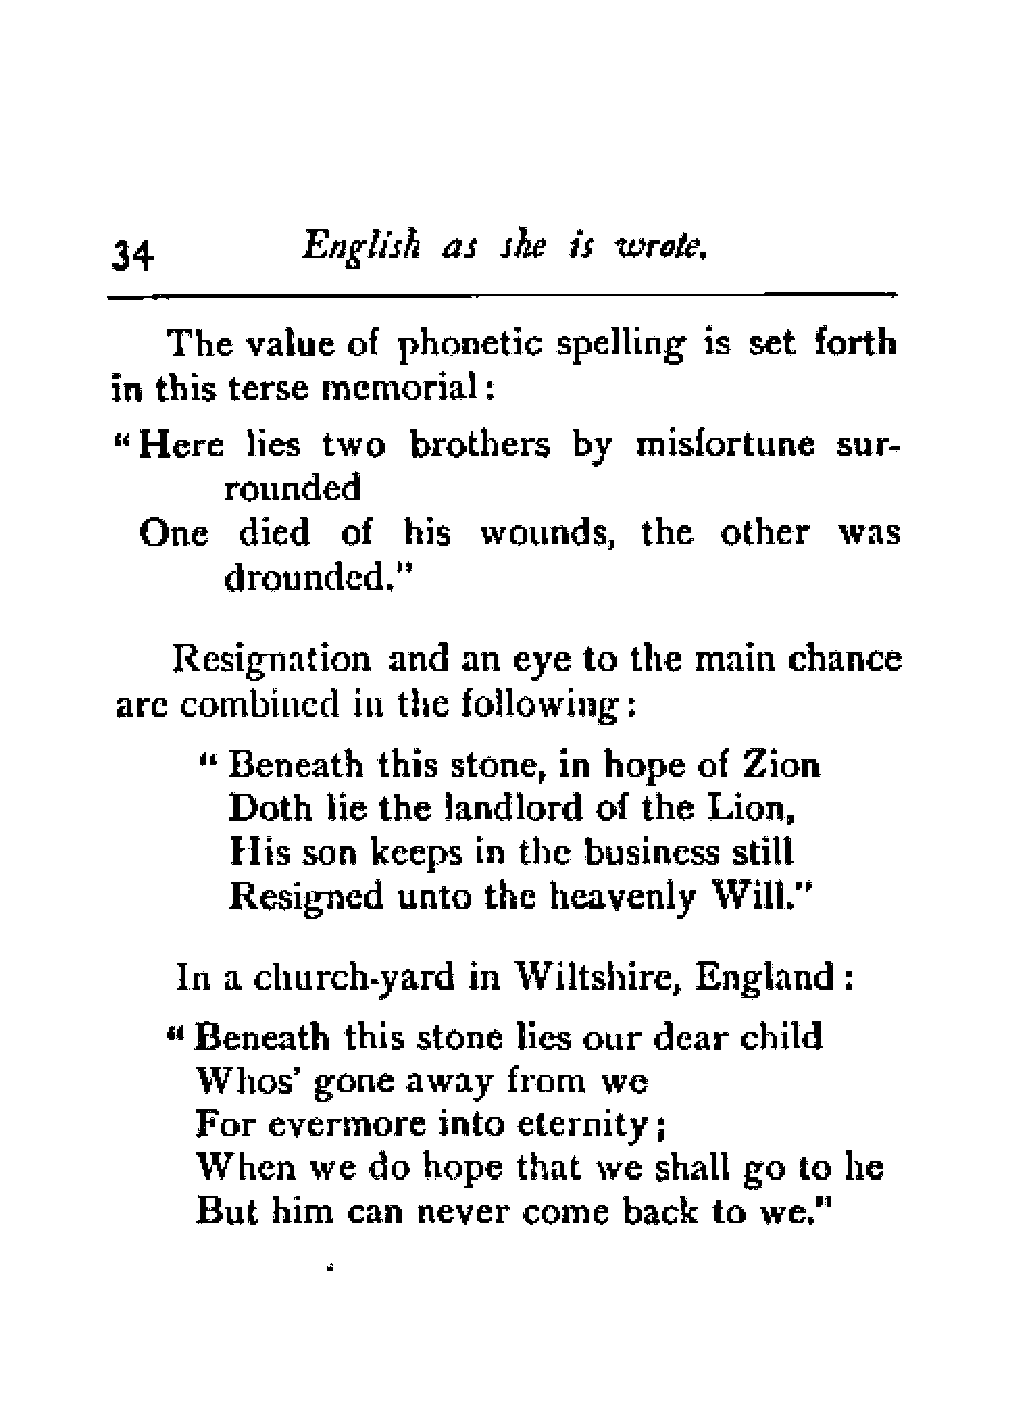 34 English as she is wrote.
The value of phonetic spelling is set forth
in this terse memorial:
"Here lies two brothers by misfortune sur-
rounded
One died of his wounds, the other was
drounded."
Resignation and an eye to the main chance
are combined in the following:
"Beneath this stone, in hope of Zion
Doth lie the landlord of the Lion,
His son keeps in the business still
Resigned unto the heavenly Will."
In a church-yard in Wiltshire, England:
"Beneath this stone lies our dear child
Whos' gone away from we
For evermore into eternity;
When we do hope that we shall go to he
But him can never come back to we."